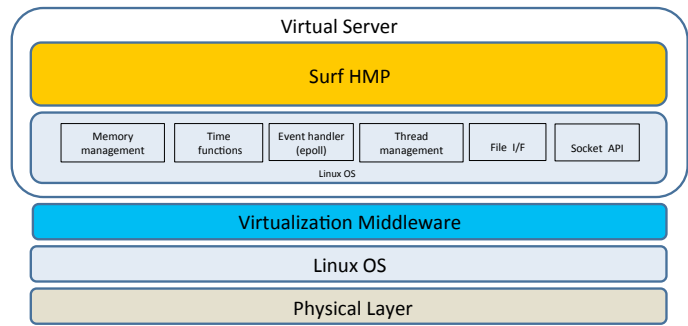 Virtual Server
Surf HMP
Memory
management
Time
functions
Event handler
(epoll)
Thread
management
File I/F
Socket API
Linux OS
Virtualization Middleware
Linux OS
Physical Layer